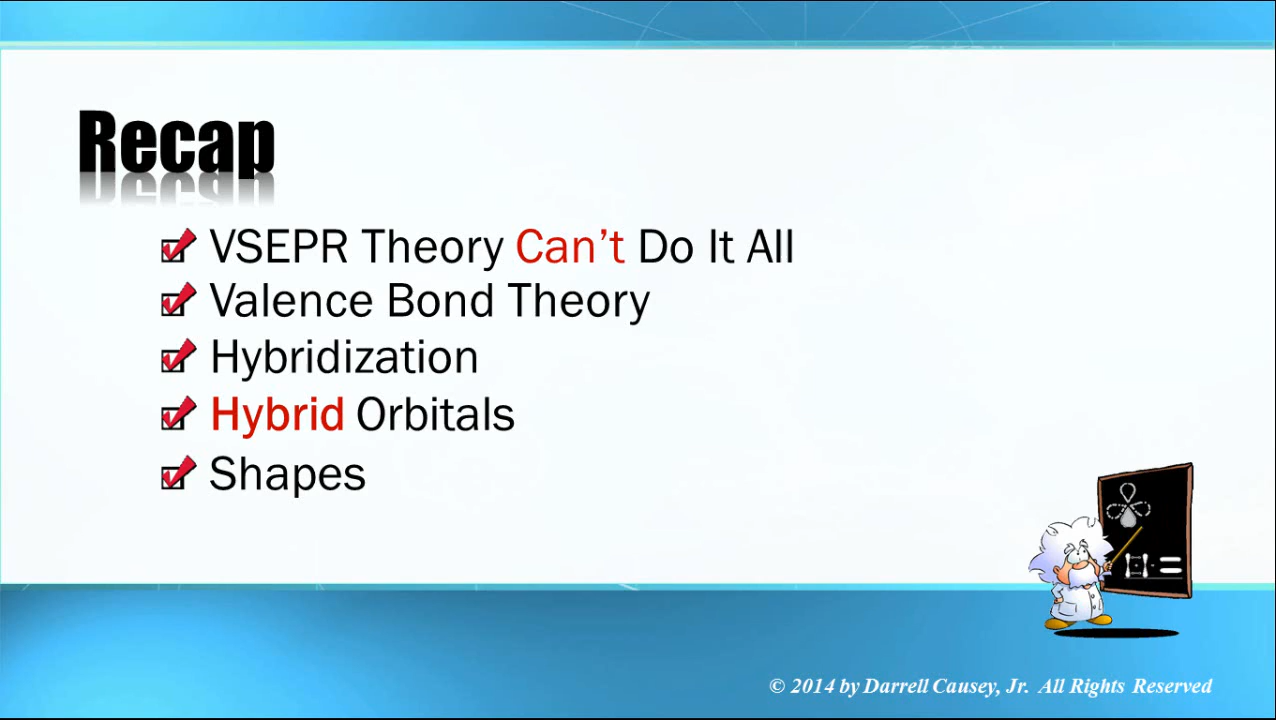 Recap
VSEPR Theory Can’t Do It All
Valence Bond Theory
Hybridization
Hybrid Orbitals
Shapes
© 2014 by Darrell Causey, Jr. All Rights Reserved